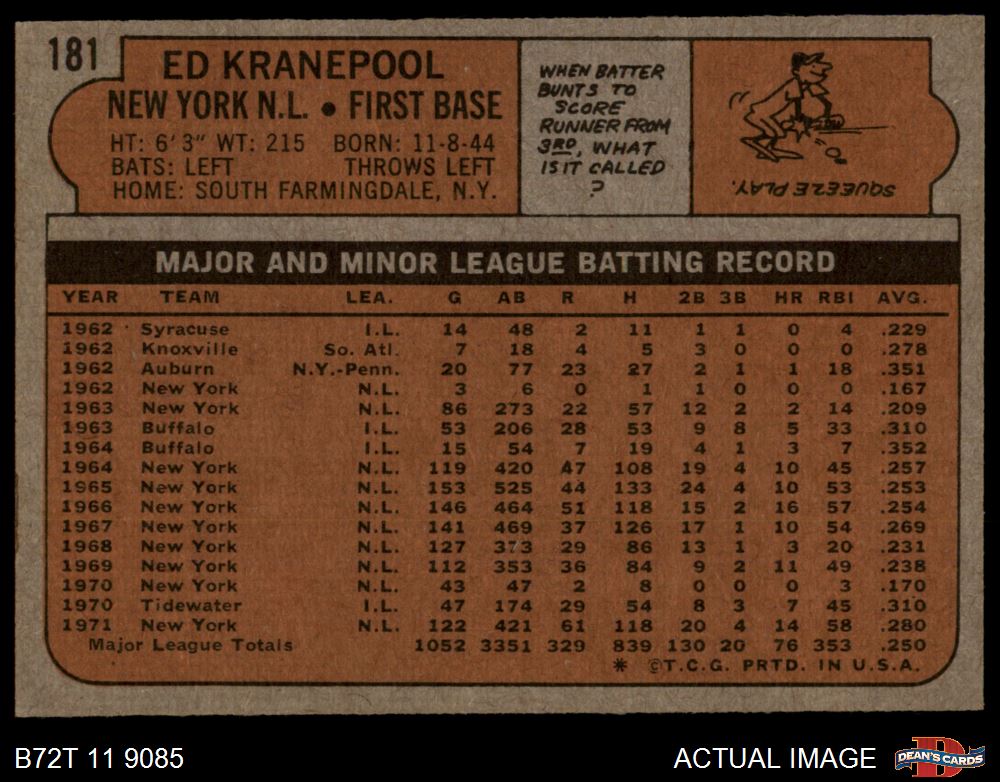 181
ED KRANEPOOL
NEW YORK N.L. • FIRST BASE
HT: 6'3" WT: 215 BORN: 11-8-44
BATS: LEFT THROWS LEFT
HOME: SOUTH FARMINGDALE, N.Y.
WHEN BATTER
BUNTS TO
SCORE
RUNNER FROM
3RD, WHAT
IS IT CALLED
?
SQUEEZE PLAY.
MAJOR AND MINOR LEAGUE BATTING RECORD
YEAR TEAM LEA. G AB R H 2B 3B HR RBI AVG.
1962 Syracuse I.L. 14 48 2 11 1 1 0 4 .229
1962 Knoxville So. Atl. 7 18 4 5 3 0 0 0 .278
1962 Auburn N.Y.-Penn. 20 77 23 27 2 1 1 18 .351
1962 New York N.L. 3 6 0 1 1 0 0 0 .167
1963 New York N.L. 86 273 22 57 12 2 2 14 .209
1963 Buffalo I.L. 53 206 28 53 9 8 5 33 .310
1964 Buffalo I.L. 15 54 7 19 4 1 3 7 .352
1964 New York N.L. 119 420 47 108 19 4 10 45 .257
1965 New York N.L. 153 525 44 133 24 4 10 53 .253
1966 New York N.L. 146 464 51 118 15 2 16 57 .254
1967 New York N.L. 141 469 37 126 17 1 10 54 .269
1968 New York N.L. 127 373 29 86 13 1 3 20 .231
1969 New York N.L. 112 353 36 84 9 2 11 49 .238
1970 New York N.L. 43 47 2 8 0 0 0 3 .170
1970 Tidewater I.L. 47 174 29 54 8 3 7 45 .310
1971 New York N.L. 122 421 61 118 20 4 14 58 .280
Major League Totals 1052 3351 329 839 130 20 76 353 .250
* ©T.C.G. PRTD. IN U.S.A.
B72T 11 9085
ACTUAL IMAGE
D
DEAN'S CARDS